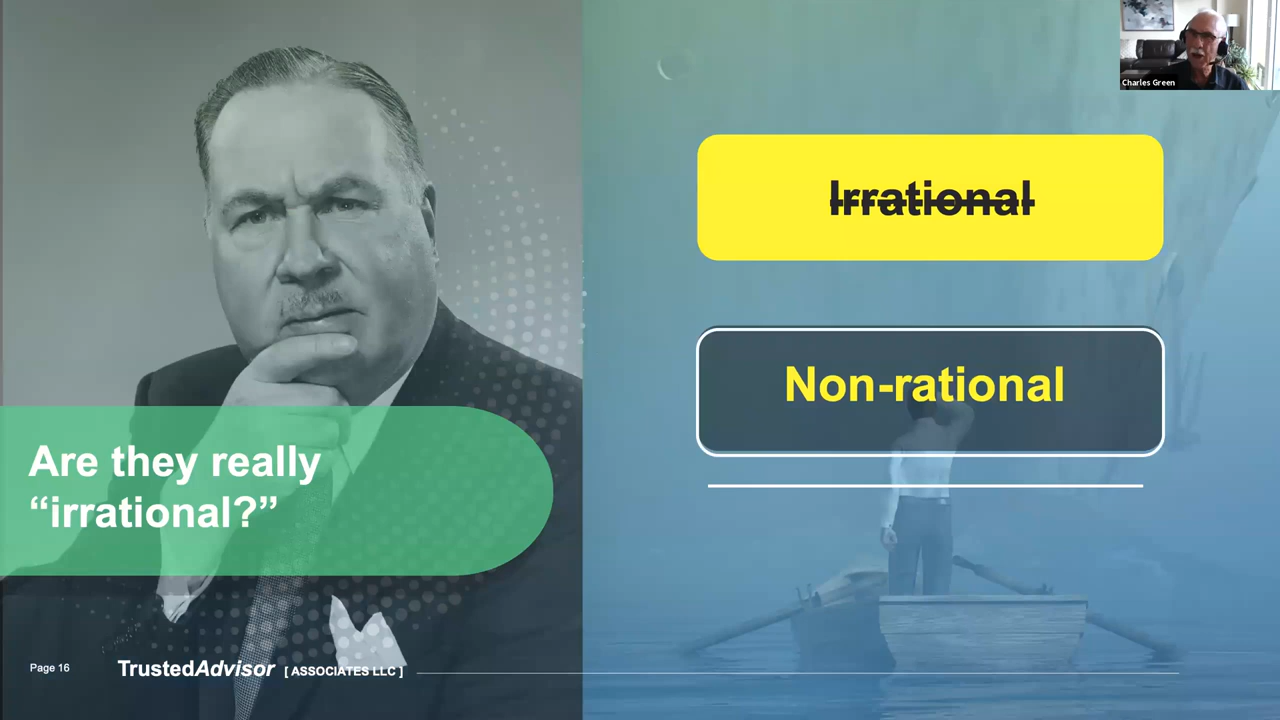 Charles Green
Irrational
Non-rational
Are they really
“irrational?”
Page 16
TrustedAdvisor [ ASSOCIATES LLC ]